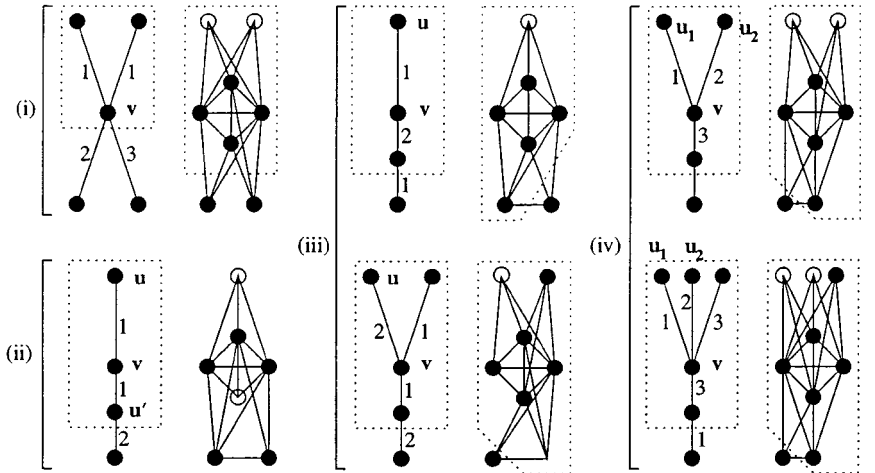 (i)
1 1
v
2 3
u
1
v
2
1
u₁ u₂
1 2
v
3
1
(ii)
u
1
v
1
u′
2
(iii)
u
2 1
v
1
2
(iv)
u₁ u₂
1 2 3
v
3
1